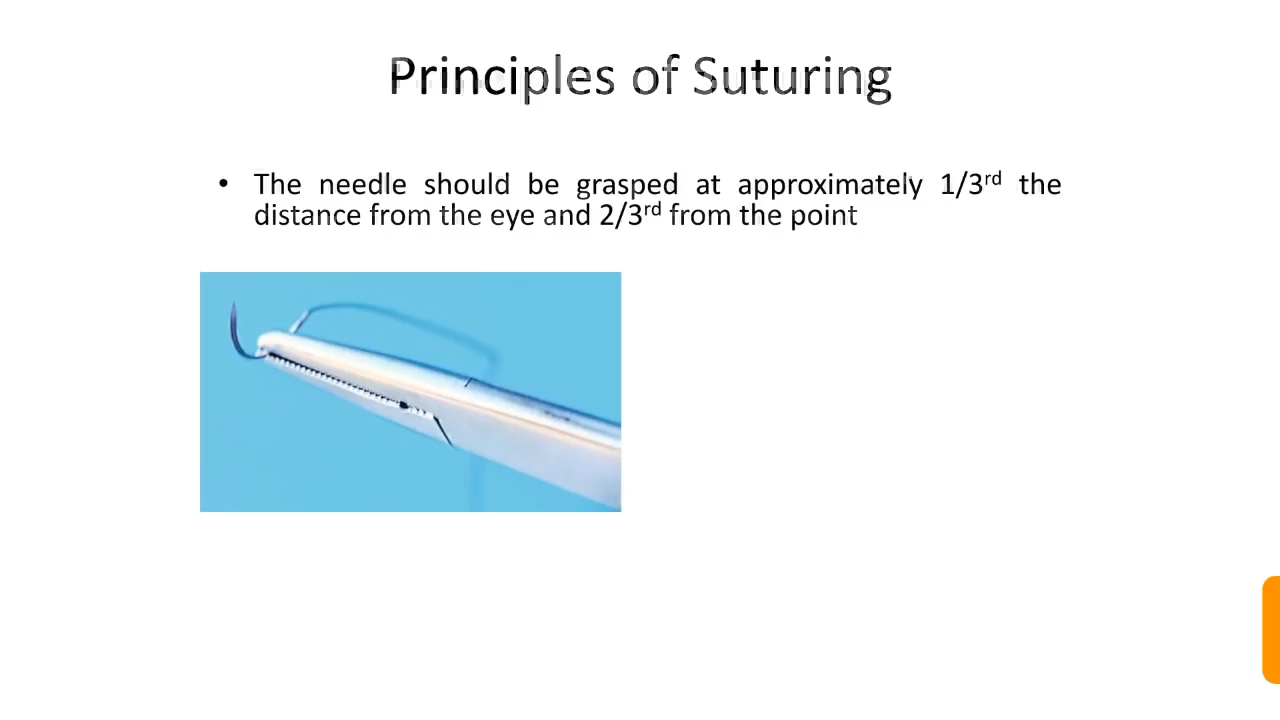 Principles of Suturing
• The needle should be grasped at approximately 1/3rd the
distance from the eye and 2/3rd from the point